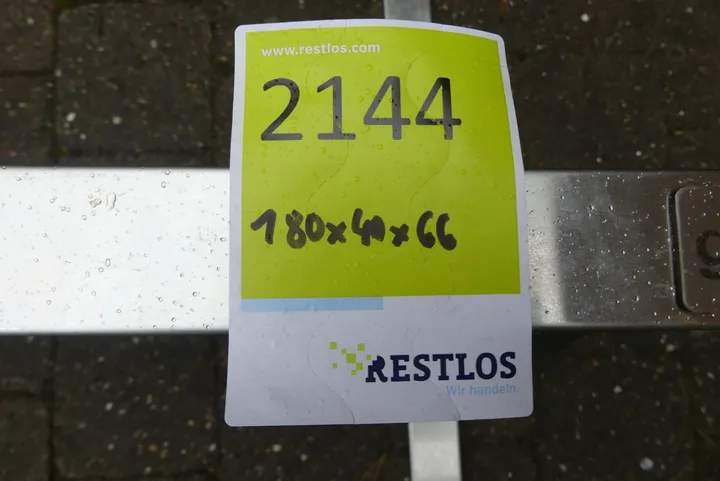 www.restlos.com
2144
180x40x66
RESTLOS
Wir handeln.